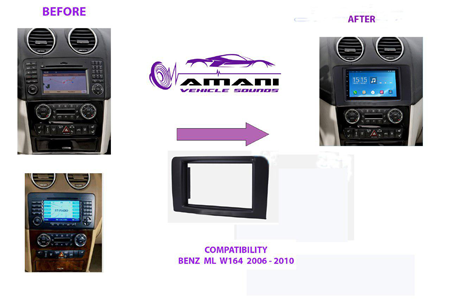 BEFORE
AFTER
AMANI
VEHICLE SOUNDS
COMPATIBILITY
BENZ ML W164 2006 - 2010